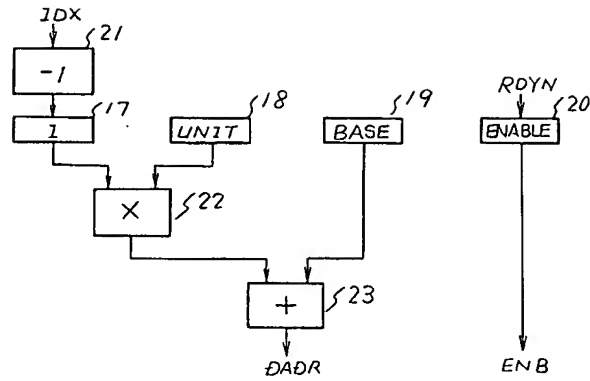 IDX
21
-1
17
18
19
RDYN
20
1
UNIT
BASE
ENABLE
×
22
+
23
DADR
ENB